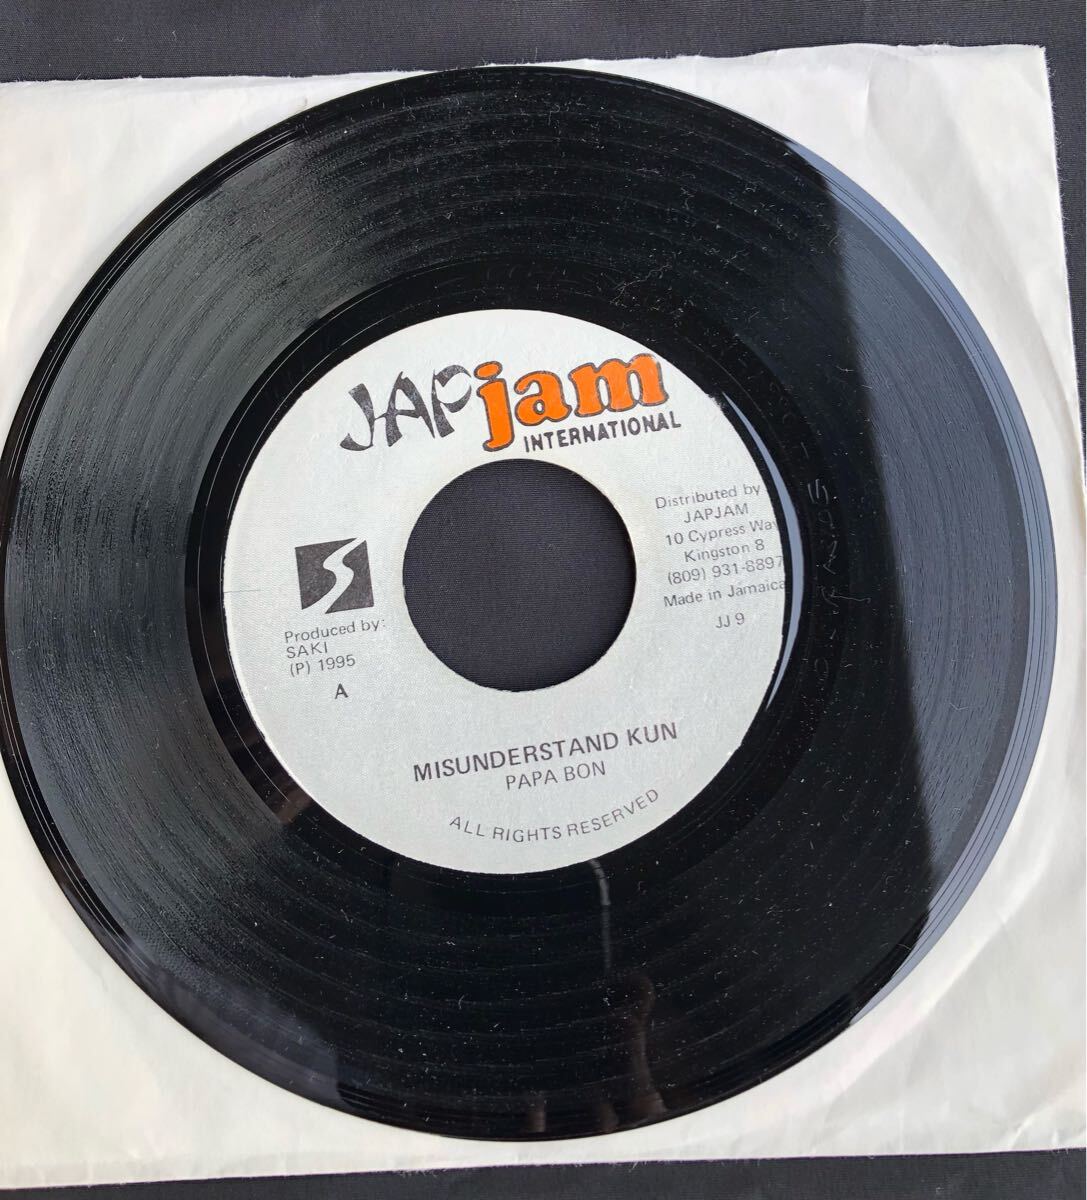 JAPjam
INTERNATIONAL
Distributed by
JAPJAM
10 Cypress Way
Kingston 8
(809) 931-8897
Made in Jamaica
JJ 9
S
Produced by:
SAKI
(P) 1995
A
MISUNDERSTAND KUN
PAPA BON
ALL RIGHTS RESERVED